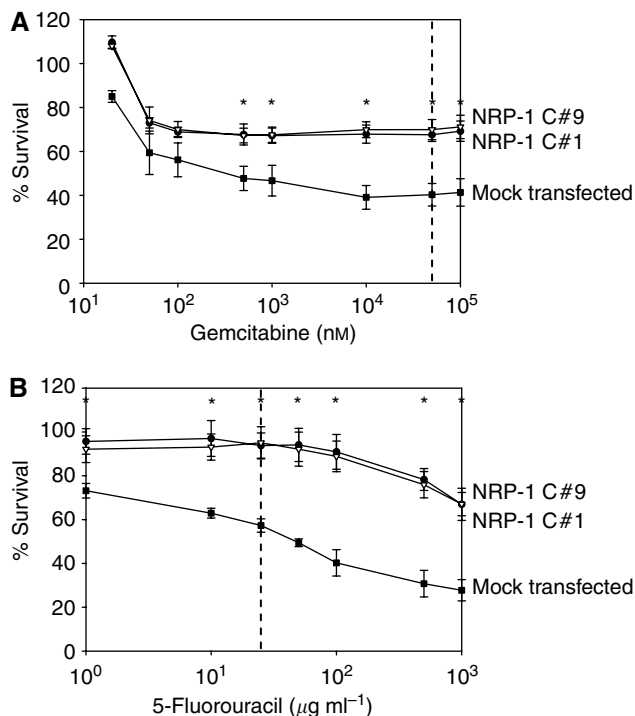 A
120
100
80
60
40
20
0
% Survival
* * * * *
NRP-1 C#9
NRP-1 C#1
Mock transfected
10¹ 10² 10³ 10⁴ 10⁵
Gemcitabine (nM)
B
120
100
80
60
40
20
0
% Survival
* * * * * * *
NRP-1 C#9
NRP-1 C#1
Mock transfected
10⁰ 10¹ 10² 10³
5-Fluorouracil (μg ml⁻¹)